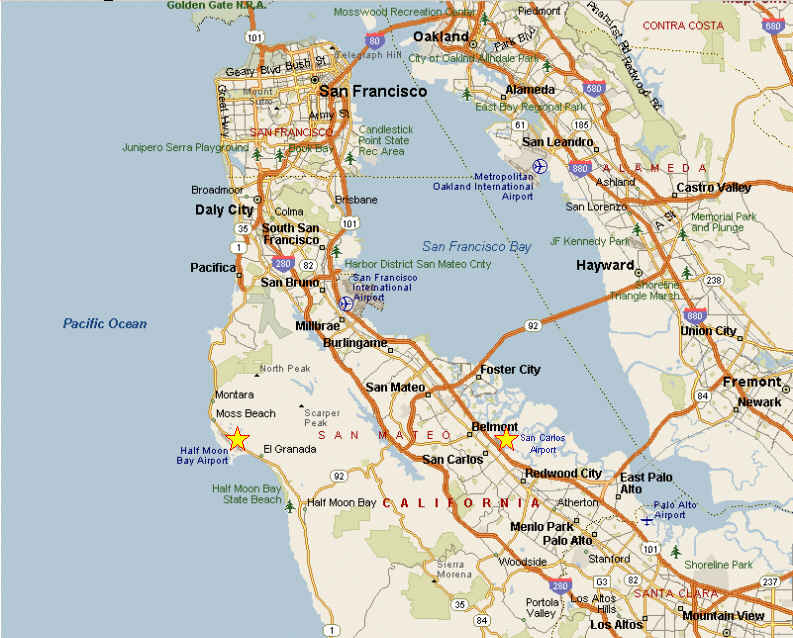 Golden Gate N.R.A.
Mosswood Recreation Center
Piedmont
CONTRA COSTA
680
101
80
Oakland
Park Blvd
Pinehurst Rd
Redwood Rd
Telegraph Hill
Geary Blvd
Bush St
City of Oakland
Allndale Park
580
Mount
Sutro
San Francisco
Alameda
East Bay Regional Park
Great Hwy
Army St
61
185
SAN FRANCISCO
Candlestick
Point State
Rec Area
San Leandro
Junipero Serra Playground
Book Bay
880
ALAMEDA
Metropolitan
Oakland International
Airport
Ashland
Castro Valley
Broadmoor
Brisbane
San Lorenzo
Daly City
Colma
A St
Memorial Park
and Plunge
35
South San
Francisco
101
1
San Francisco Bay
JF Kennedy Park
Pacifica
280
82
Harbor District San Mateo Cnty
Hayward
San Bruno
San Francisco
International
Airport
238
Shoreline
Triangle Marsh...
Pacific Ocean
Millbrae
92
880
Union City
Burlingame
North Peak
Foster City
Fremont
Montara
San Mateo
84
Newark
Moss Beach
Scarper
Peak
Belmont
SAN MATEO
San Carlos
Airport
Half Moon
Bay Airport
El Granada
San Carlos
92
Redwood City
East Palo
Alto
Half Moon Bay
State Beach
Half Moon Bay
CALIFORNIA
Atherton
Palo Alto
Airport
Menlo Park
Palo Alto
101
Sierra
Morena
Woodside
Stanford
Shoreline Park
280
G3
82
237
Portola
Valley
Los Altos
Hills
SANTA CLARA
35
84
1
Los Altos
Mountain View